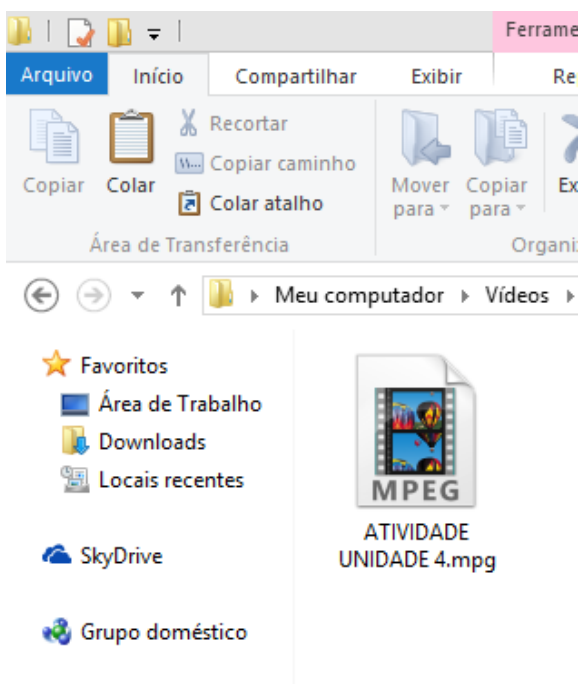 Ferrame
Arquivo Início Compartilhar Exibir Re
Copiar Colar Recortar
Copiar caminho
Colar atalho
Mover para Copiar para Ex
Área de Transferência Organi
Meu computador Vídeos
Favoritos
Área de Trabalho
Downloads
Locais recentes
SkyDrive
Grupo doméstico
MPEG
ATIVIDADE
UNIDADE 4.mpg